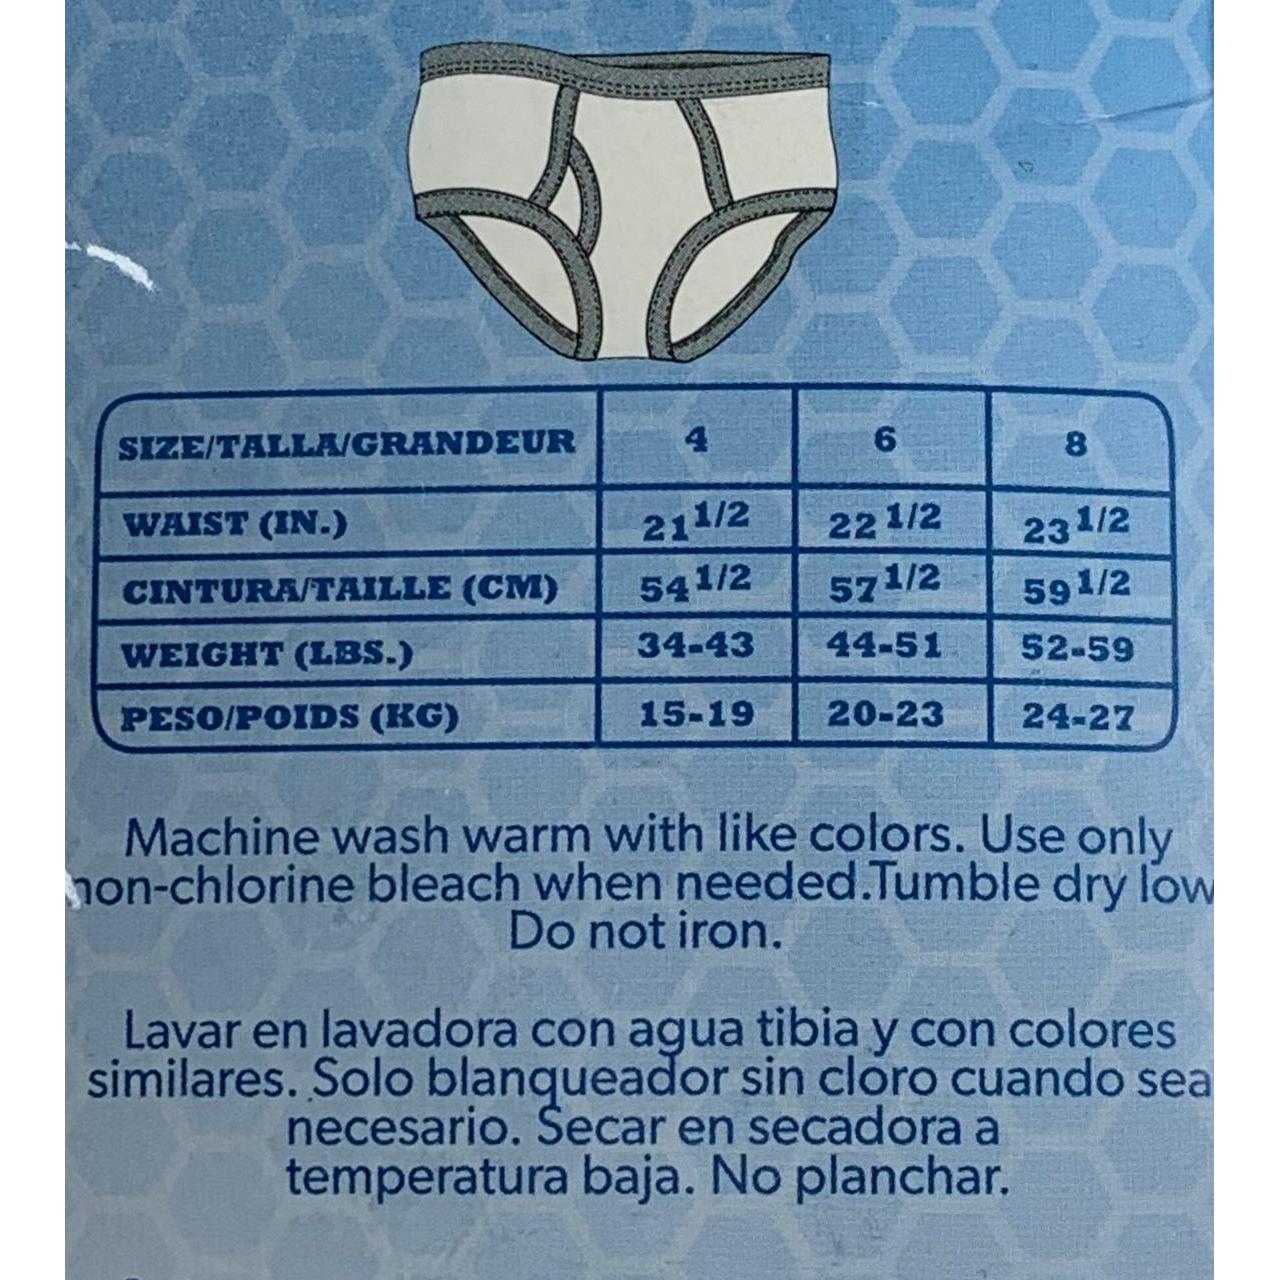 SIZE/TALLA/GRANDEUR 4 6 8
WAIST (IN.) 21 1/2 22 1/2 23 1/2
CINTURA/TAILLE (CM) 54 1/2 57 1/2 59 1/2
WEIGHT (LBS.) 34-43 44-51 52-59
PESO/POIDS (KG) 15-19 20-23 24-27
Machine wash warm with like colors. Use only
non-chlorine bleach when needed.Tumble dry low
Do not iron.
Lavar en lavadora con agua tibia y con colores
similares. Solo blanqueador sin cloro cuando sea
necesario. Secar en secadora a
temperatura baja. No planchar.